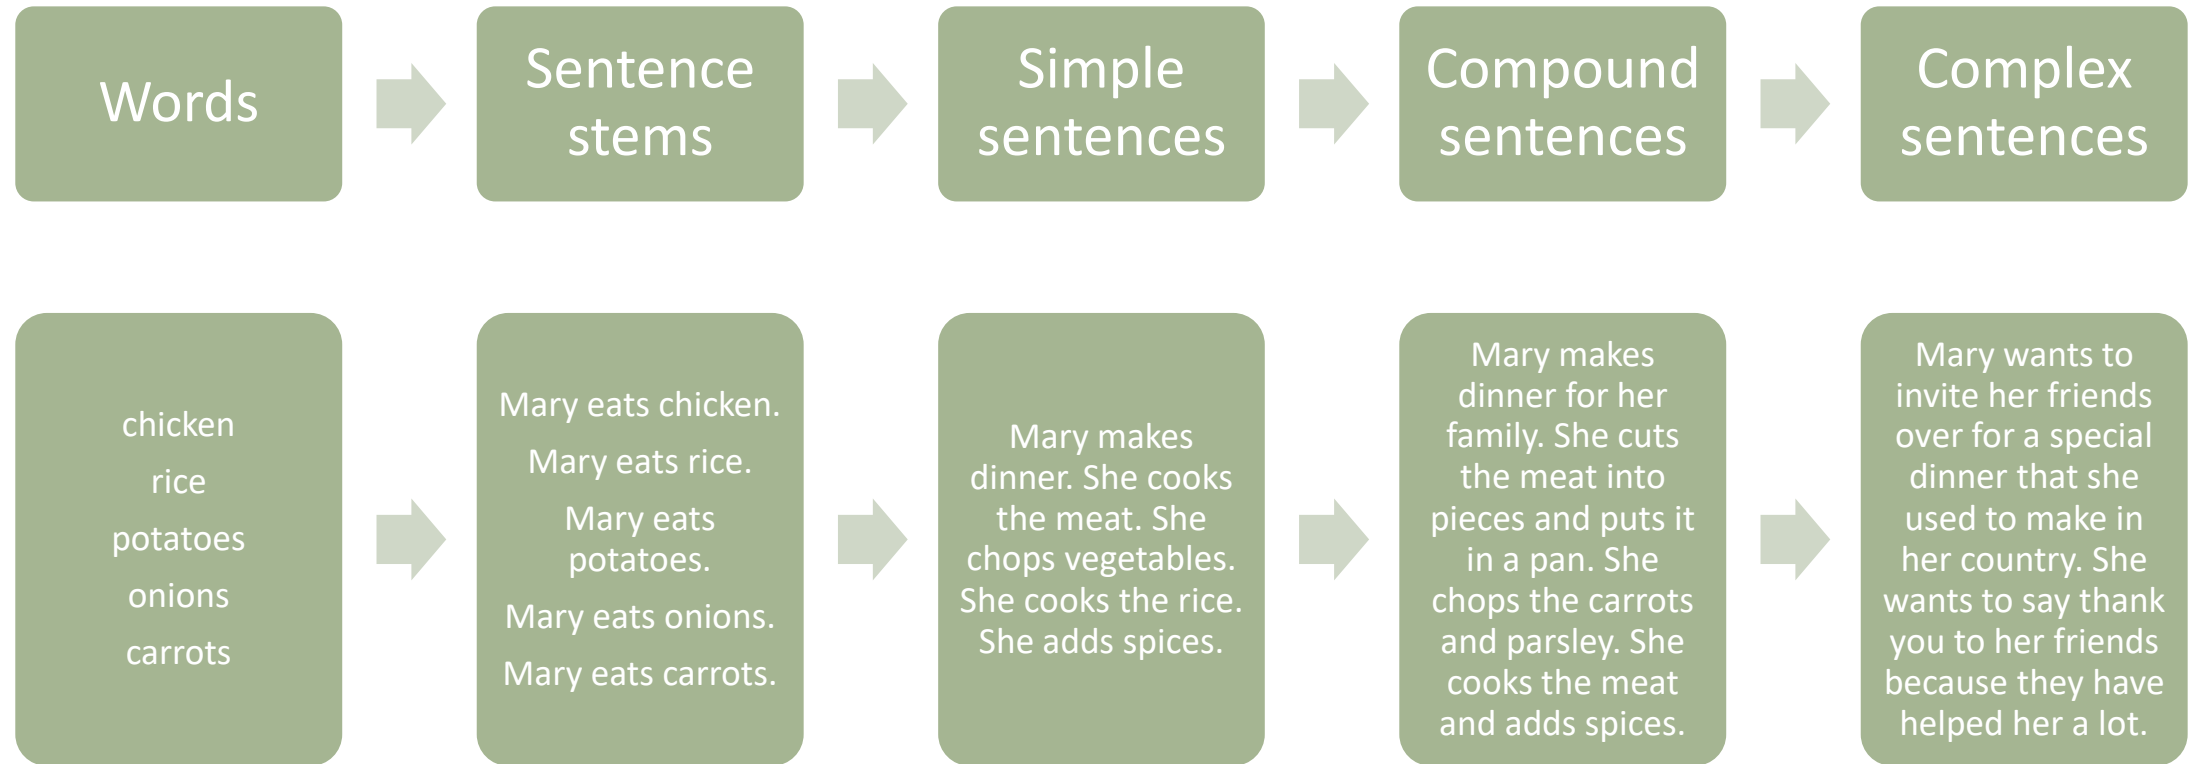 Words
Sentence
stems
Simple
sentences
Compound
sentences
Complex
sentences
chicken
rice
potatoes
onions
carrots
Mary eats chicken.
Mary eats rice.
Mary eats
potatoes.
Mary eats onions.
Mary eats carrots.
Mary makes
dinner. She cooks
the meat. She
chops vegetables.
She cooks the rice.
She adds spices.
Mary makes
dinner for her
family. She cuts
the meat into
pieces and puts it
in a pan. She
chops the carrots
and parsley. She
cooks the meat
and adds spices.
Mary wants to
invite her friends
over for a special
dinner that she
used to make in
her country. She
wants to say thank
you to her friends
because they have
helped her a lot.